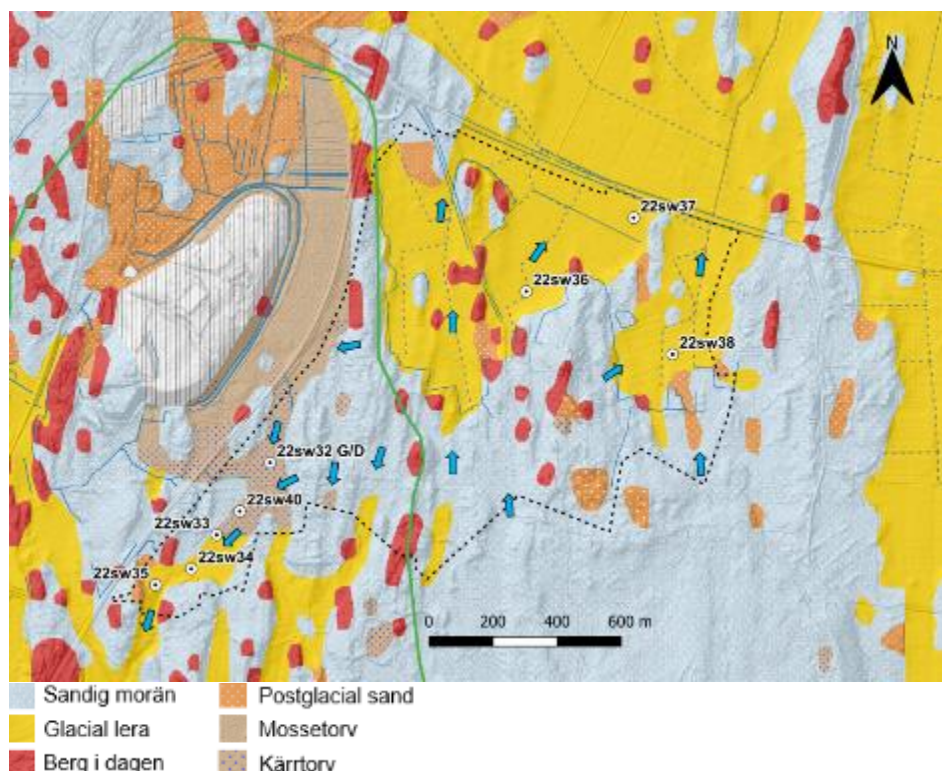 N
22sw37
22sw36
22sw38
22sw32 G/D
22sw40
22sw33
22sw34
22sw35
0 200 400 600 m
Sandig morän Postglacial sand
Glacial lera Mossetorv
Berg i dagen Kärrtorv